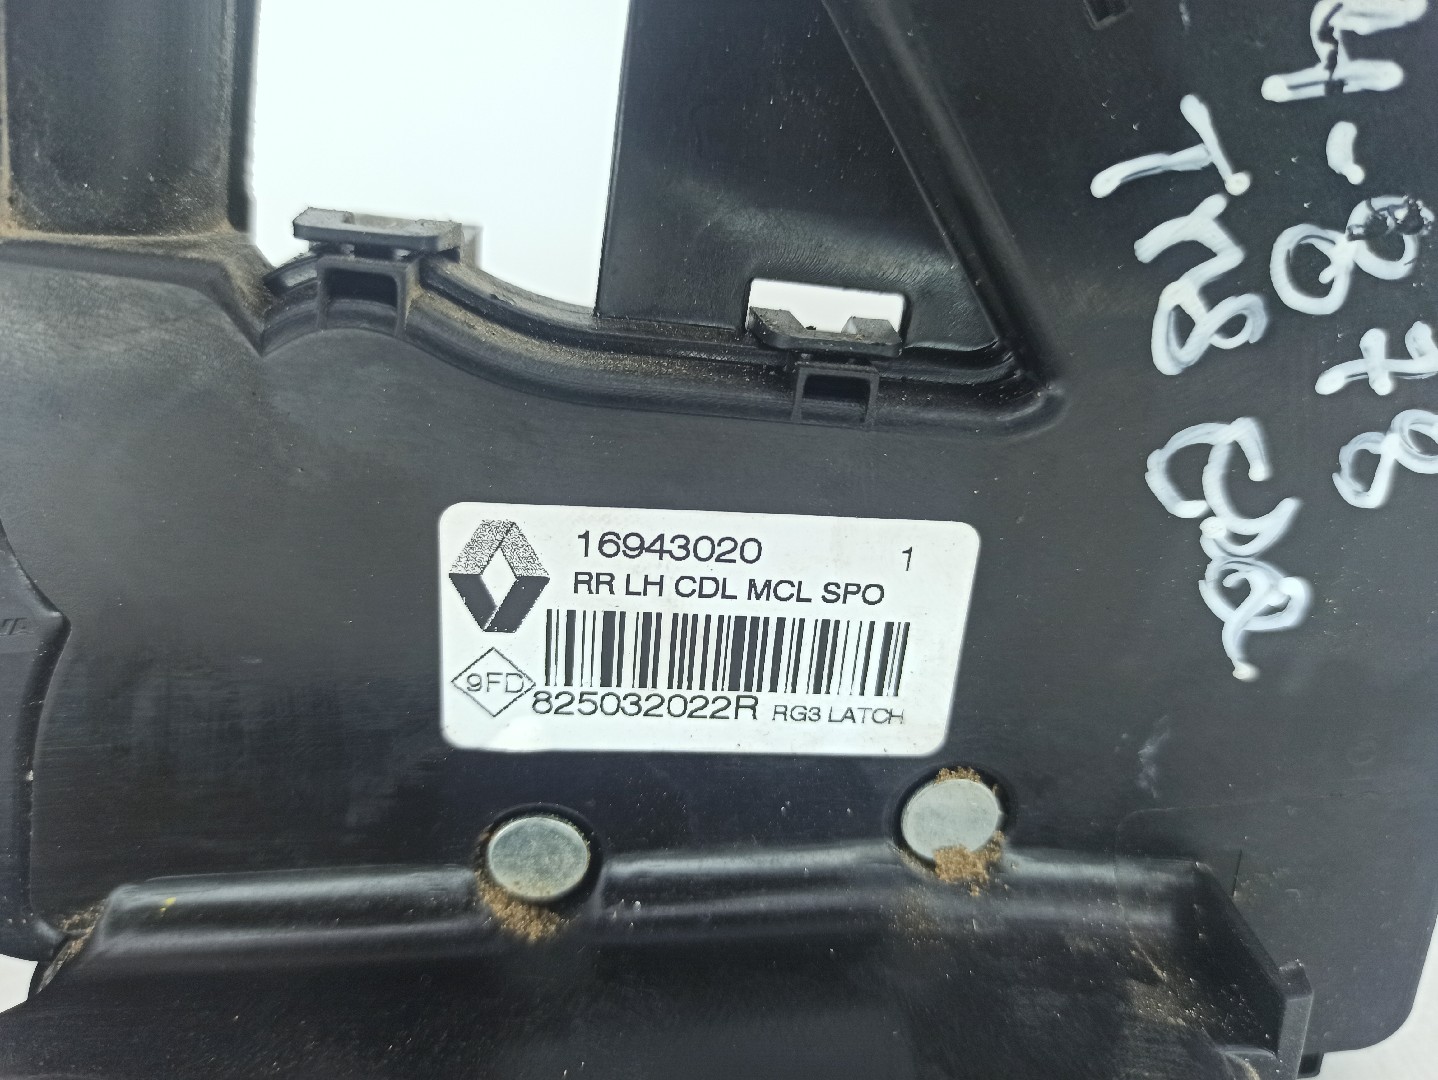 16943020 1
RR LH CDL MCL SPO
9FD
825032022R RG3 LATCH